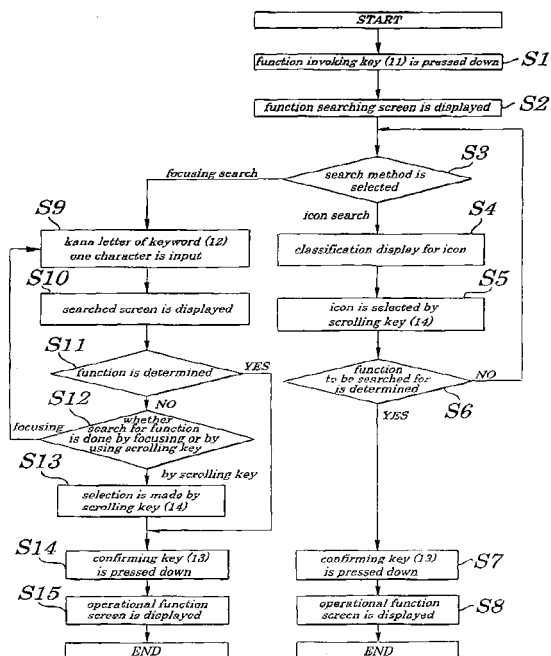 START
function invoking key (11) is pressed down
S1
function searching screen is displayed
S2
S3
search method is
selected
focusing search
icon search
S9
kana letter of keyword (12)
one character is input
S4
classification display for icon
S10
searched screen is displayed
S5
icon is selected by
scrolling key (14)
S11
function is determined
YES
NO
function
to be searched for
is determined
NO
S6
YES
S12
whether
search for function
is done by focusing or by
using scrolling key
focusing
by scrolling key
S13
selection is made by
scrolling key (14)
S14
confirming key (13)
is pressed down
confirming key (13)
is pressed down
S7
S15
operational function
screen is displayed
operational function
screen is displayed
S8
END
END